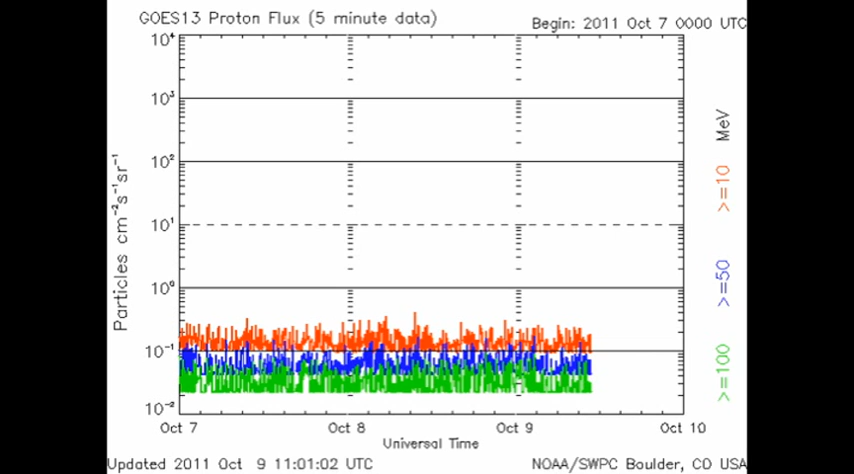 GOES13 Proton Flux (5 minute data)
Begin: 2011 Oct 7 0000 UTC
10⁴
10³
10²
10¹
10⁰
10⁻¹
10⁻²
Particles cm⁻²s⁻¹sr⁻¹
MeV
>=10
>=50
>=100
Oct 7
Oct 8
Oct 9
Oct 10
Universal Time
Updated 2011 Oct 9 11:01:02 UTC
NOAA/SWPC Boulder, CO USA